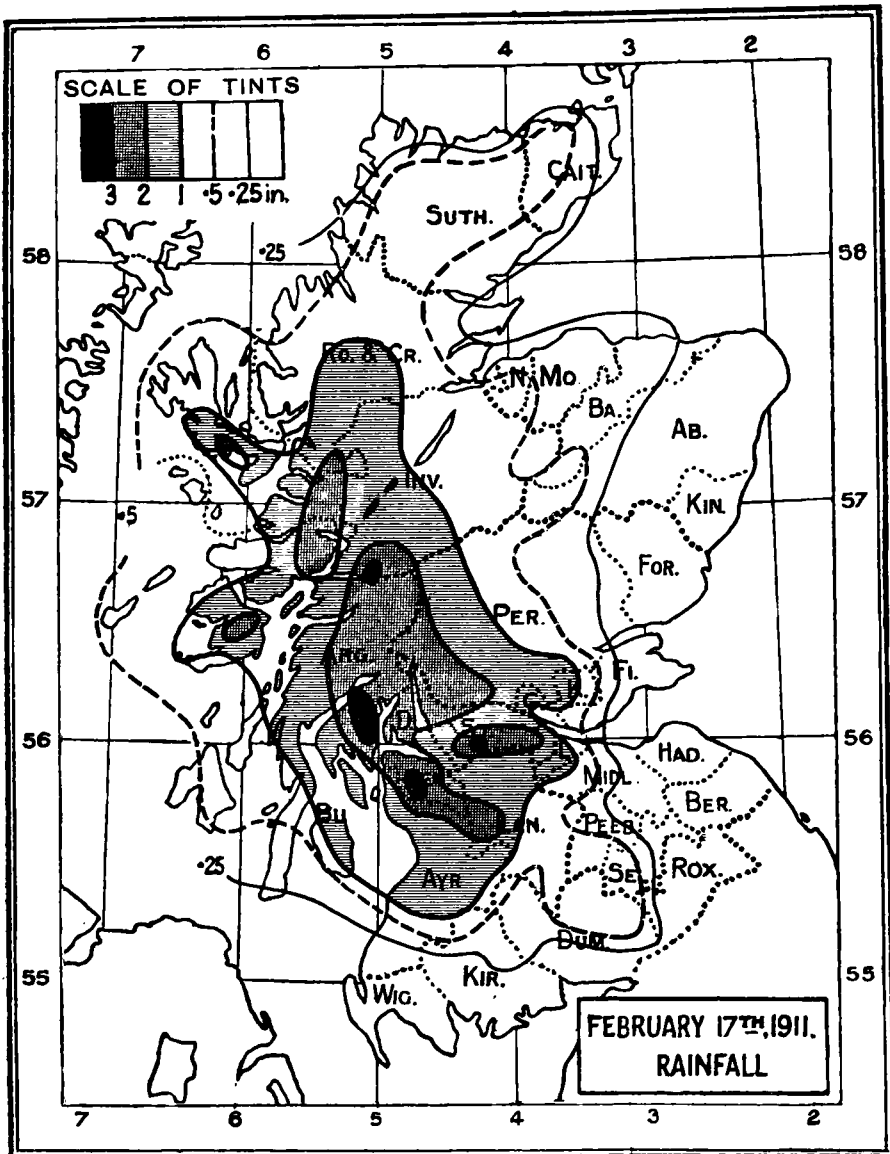 7 6 5 4 3 2
SCALE OF TINTS
3 2 1 ·5 ·25 in.
CAIT.
SUTH.
·25
58 58
RO. & CR.
N. MO
BA.
AB.
INV.
57 57
KIN.
·5
FOR.
PER.
ARG.
FI.
D.
S
56 56
HAD.
MIDL.
BER.
BU
AN.
PEEB.
·25
SE.
ROX.
AYR
DUM.
55 55
KIR.
WIG.
FEBRUARY 17TH, 1911.
RAINFALL
7 6 5 4 3 2